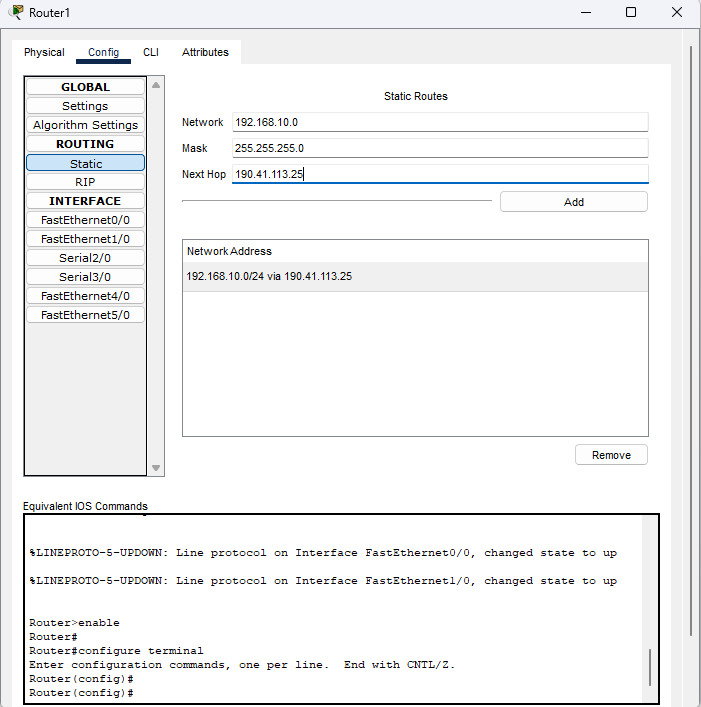 Router1
Physical Config CLI Attributes
GLOBAL
Settings
Algorithm Settings
ROUTING
Static
RIP
INTERFACE
FastEthernet0/0
FastEthernet1/0
Serial2/0
Serial3/0
FastEthernet4/0
FastEthernet5/0
Static Routes
Network 192.168.10.0
Mask 255.255.255.0
Next Hop 190.41.113.25
Add
Network Address
192.168.10.0/24 via 190.41.113.25
Remove
Equivalent IOS Commands
%LINEPROTO-5-UPDOWN: Line protocol on Interface FastEthernet0/0, changed state to up
%LINEPROTO-5-UPDOWN: Line protocol on Interface FastEthernet1/0, changed state to up
Router>enable
Router#
Router#configure terminal
Enter configuration commands, one per line.  End with CNTL/Z.
Router(config)#
Router(config)#